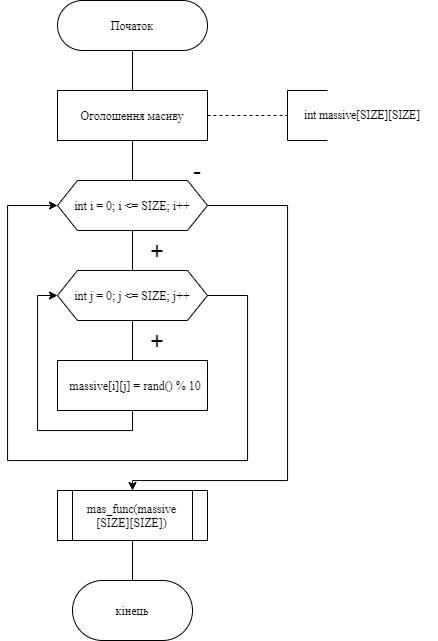 Початок
Оголошення масиву
int massive[SIZE][SIZE]
-
int i = 0; i <= SIZE; i++
+
int j = 0; j <= SIZE; j++
+
massive[i][j] = rand() % 10
mas_func(massive
[SIZE][SIZE])
кінець